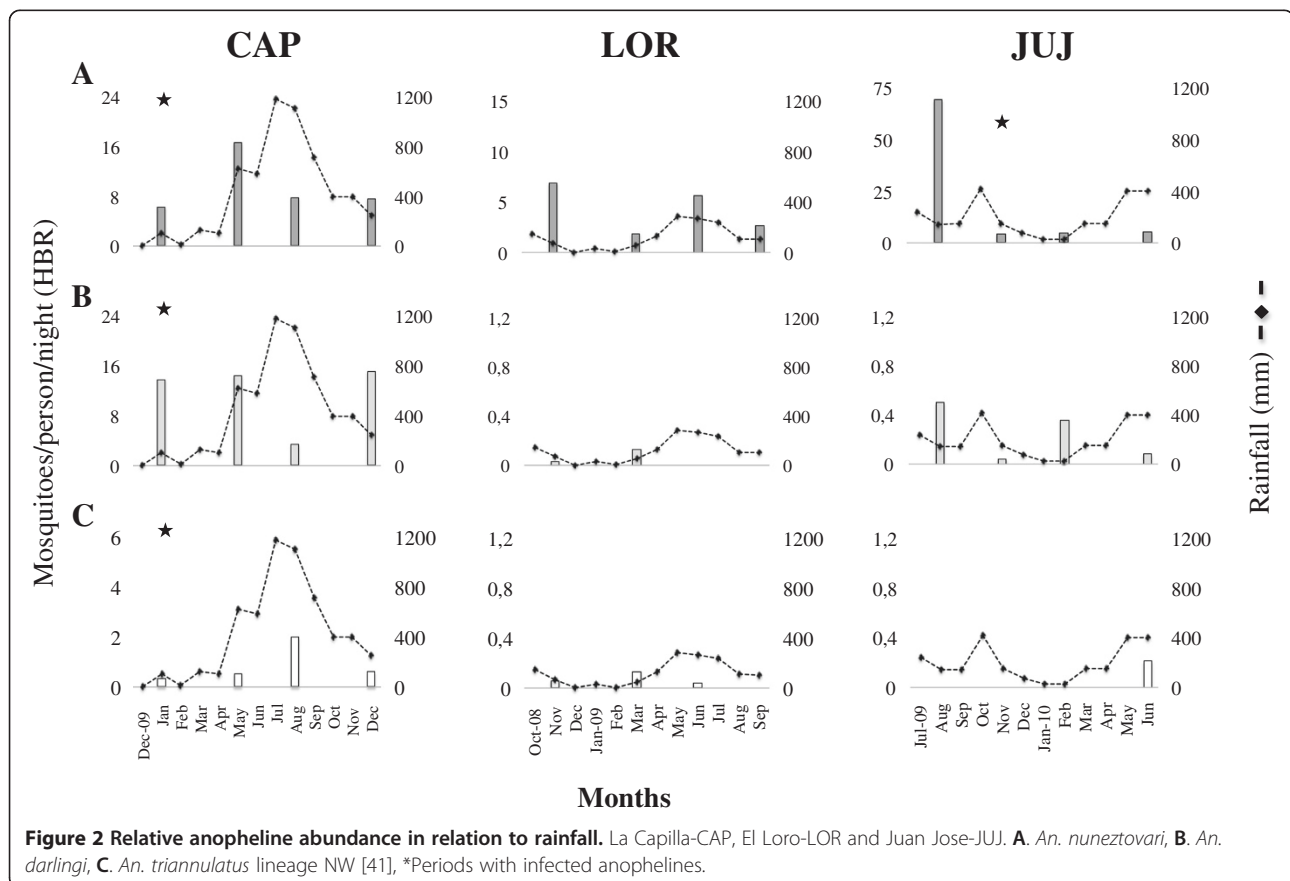 CAP LOR JUJ
A
24 16 8 0
★
1200 800 400 0
15 10 5 0
1200 800 400 0
75 50 25 0
★
1200 800 400 0
B
24 16 8 0
★
1200 800 400 0
1,2 0,8 0,4 0
1200 800 400 0
1,2 0,8 0,4 0
1200 800 400 0
C
6 4 2 0
★
1200 800 400 0
1,2 0,8 0,4 0
1200 800 400 0
1,2 0,8 0,4 0
1200 800 400 0
Mosquitoes/person/night (HBR)
Rainfall (mm)
Dec-09 Jan Feb Mar Apr May Jun Jul Aug Sep Oct Nov Dec
Oct-08 Nov Dec Jan-09 Feb Mar Apr May Jun Jul Aug Sep
Jul-09 Aug Sep Oct Nov Dec Jan-10 Feb Mar Apr May Jun
Months
Figure 2 Relative anopheline abundance in relation to rainfall. La Capilla-CAP, El Loro-LOR and Juan Jose-JUJ. A. An. nuneztovari, B. An.
darlingi, C. An. triannulatus lineage NW [41], *Periods with infected anophelines.